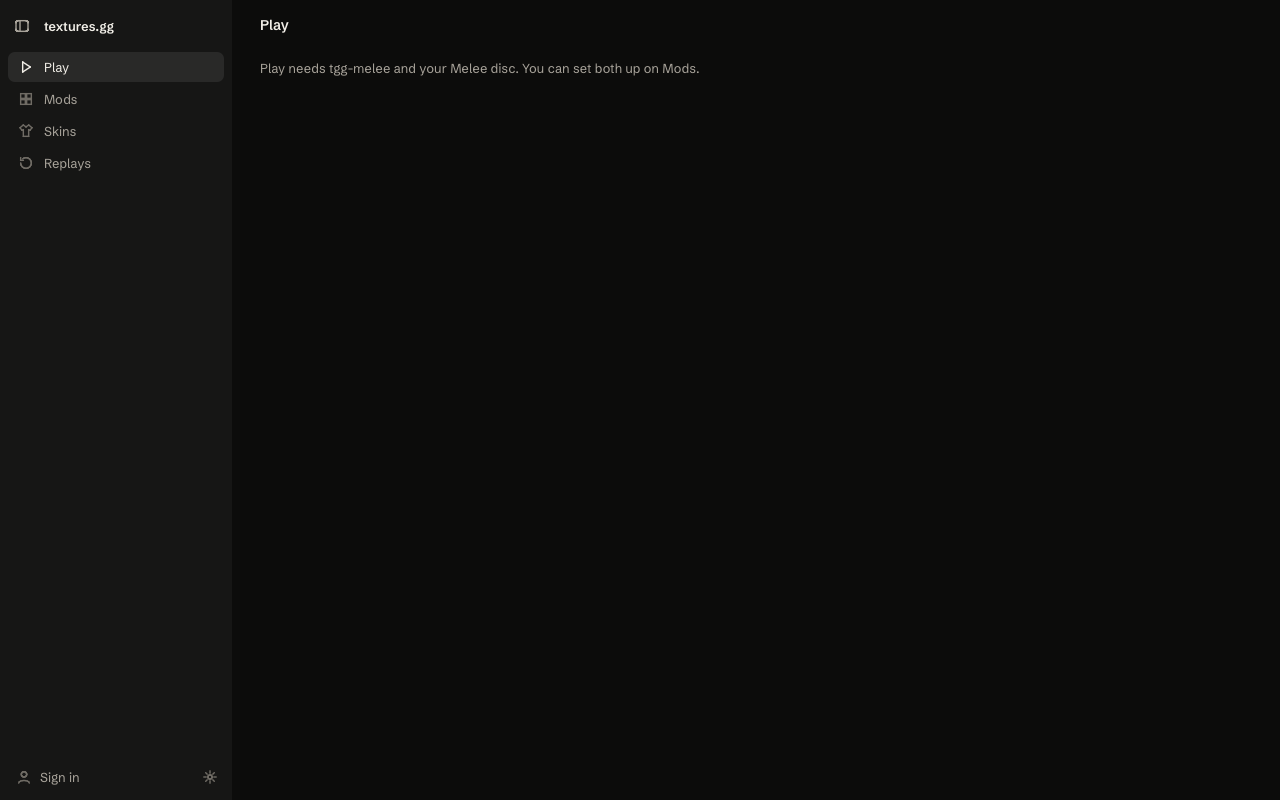 textures.gg
Play
Mods
Skins
Replays
Sign in
Play
Play needs tgg-melee and your Melee disc. You can set both up on Mods.